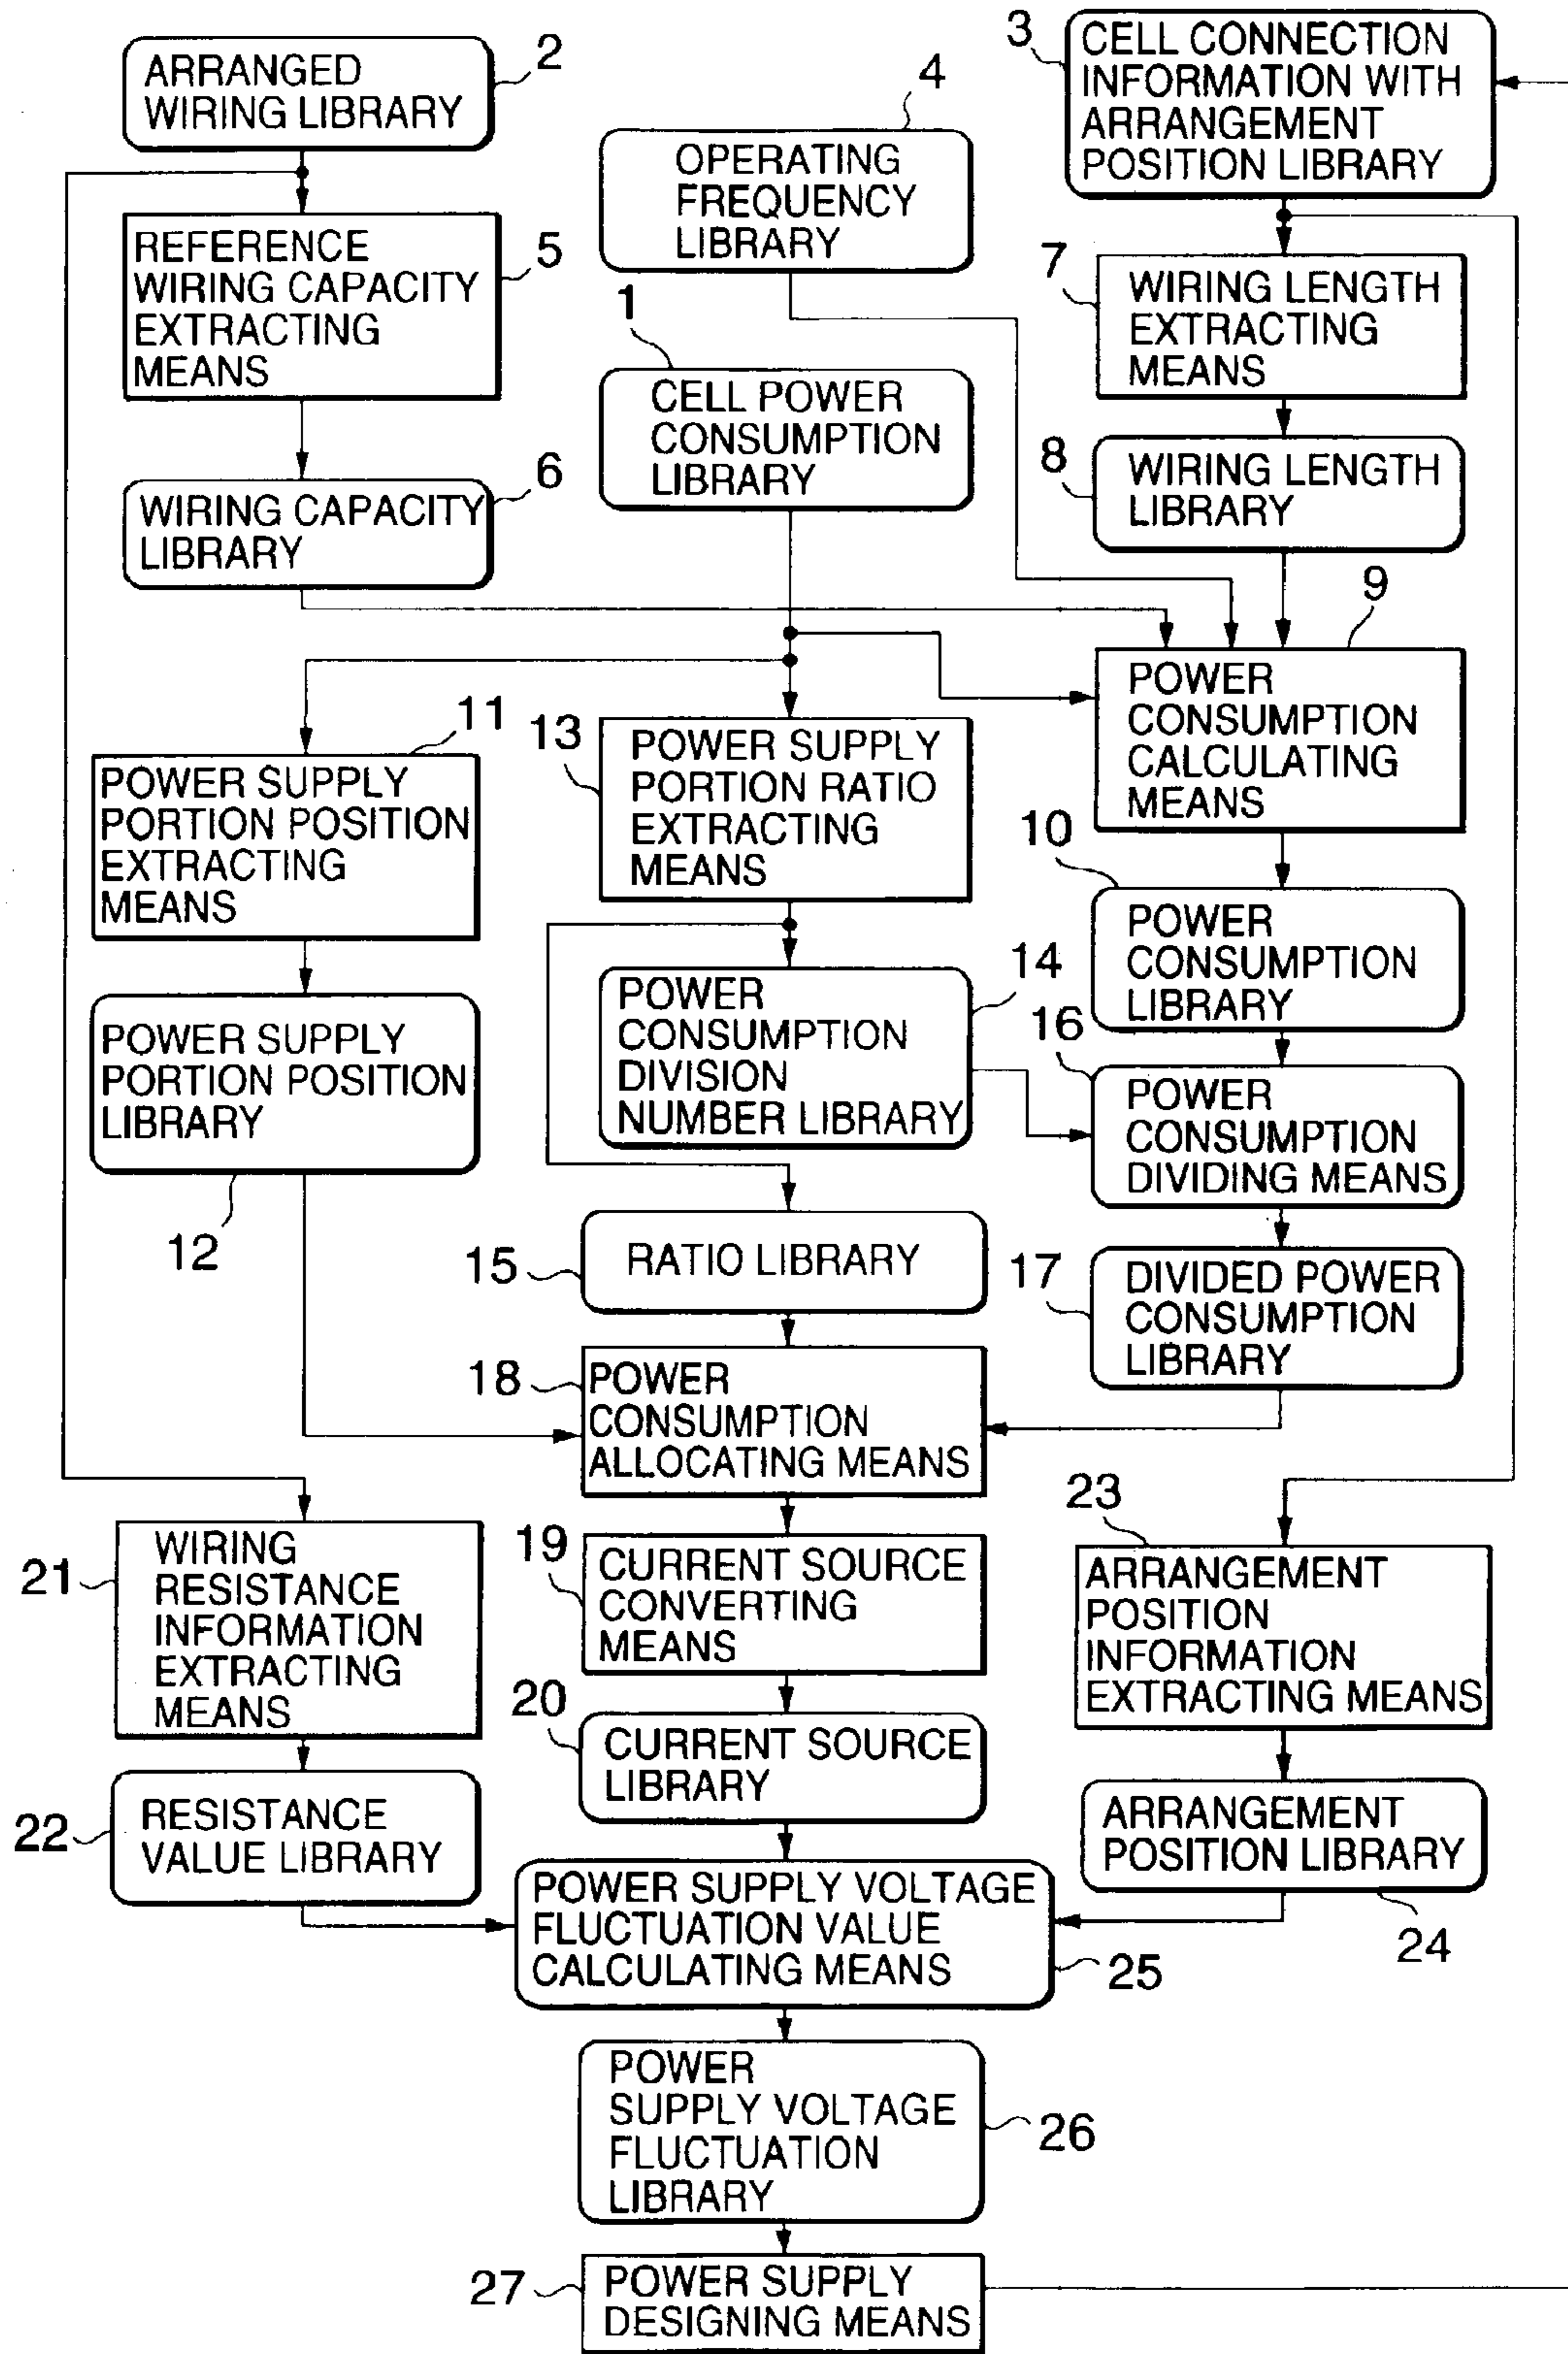 2
ARRANGED
WIRING LIBRARY
4
OPERATING
FREQUENCY
LIBRARY
3
CELL CONNECTION
INFORMATION WITH
ARRANGEMENT
POSITION LIBRARY
5
REFERENCE
WIRING CAPACITY
EXTRACTING
MEANS
1
CELL POWER
CONSUMPTION
LIBRARY
7
WIRING LENGTH
EXTRACTING
MEANS
6
WIRING CAPACITY
LIBRARY
8
WIRING LENGTH
LIBRARY
9
POWER
CONSUMPTION
CALCULATING
MEANS
11
POWER SUPPLY
PORTION POSITION
EXTRACTING
MEANS
13
POWER SUPPLY
PORTION RATIO
EXTRACTING
MEANS
10
POWER
CONSUMPTION
LIBRARY
POWER SUPPLY
PORTION POSITION
LIBRARY
12
14
POWER
CONSUMPTION
DIVISION
NUMBER LIBRARY
16
POWER
CONSUMPTION
DIVIDING MEANS
15
RATIO LIBRARY
17
DIVIDED POWER
CONSUMPTION
LIBRARY
18
POWER
CONSUMPTION
ALLOCATING MEANS
21
WIRING
RESISTANCE
INFORMATION
EXTRACTING
MEANS
19
CURRENT SOURCE
CONVERTING
MEANS
23
ARRANGEMENT
POSITION
INFORMATION
EXTRACTING MEANS
22
RESISTANCE
VALUE LIBRARY
20
CURRENT SOURCE
LIBRARY
ARRANGEMENT
POSITION LIBRARY
24
POWER SUPPLY VOLTAGE
FLUCTUATION VALUE
CALCULATING MEANS
25
POWER
SUPPLY VOLTAGE
FLUCTUATION
LIBRARY
26
27
POWER SUPPLY
DESIGNING MEANS